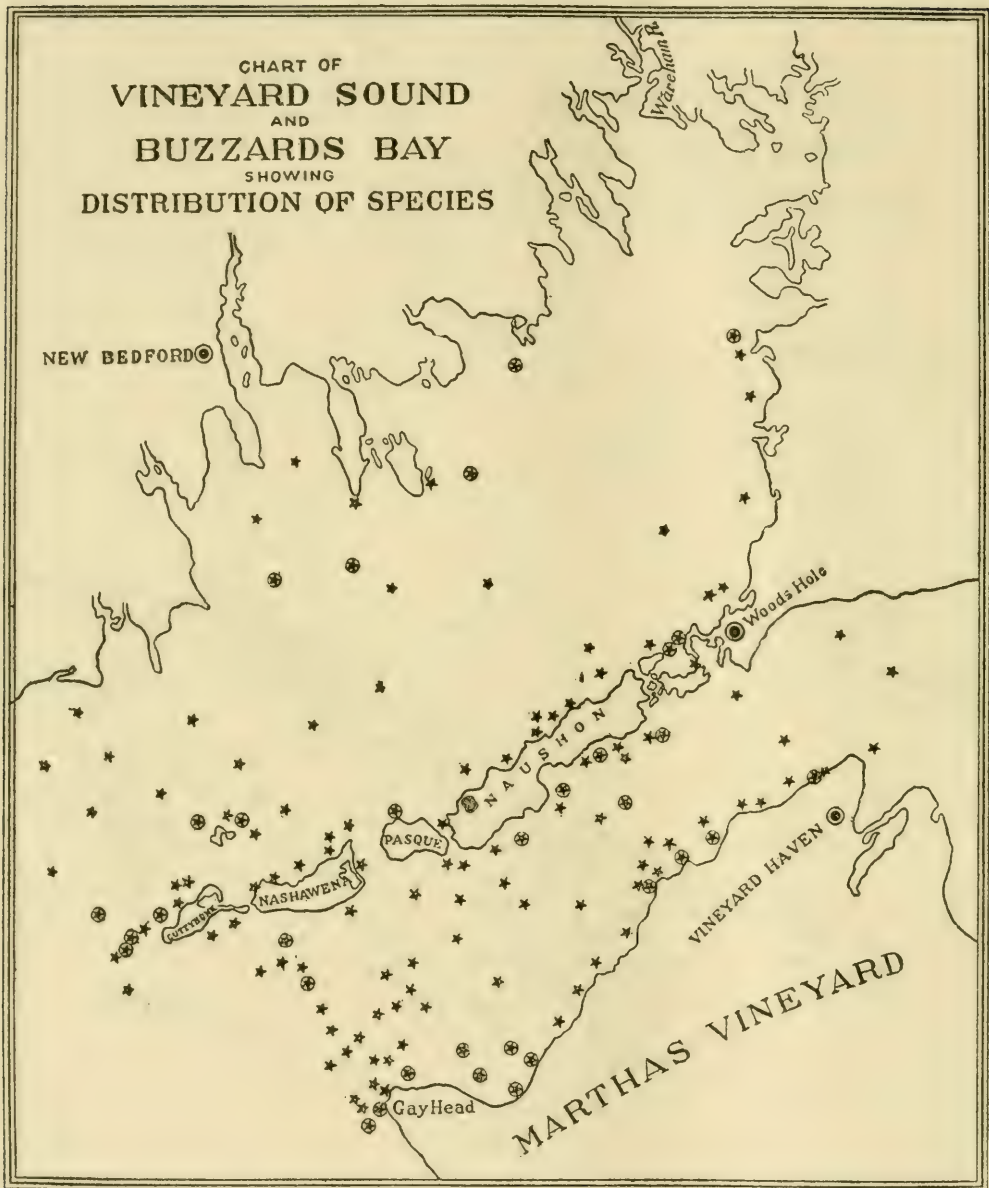 CHART OF
VINEYARD SOUND
AND
BUZZARDS BAY
SHOWING
DISTRIBUTION OF SPECIES
Wareham R.
NEW BEDFORD
Woods Hole
NAUSHON
PASQUE
NASHAWENA
CUTTYHUNK
VINEYARD HAVEN
MARTHAS VINEYARD
Gay Head